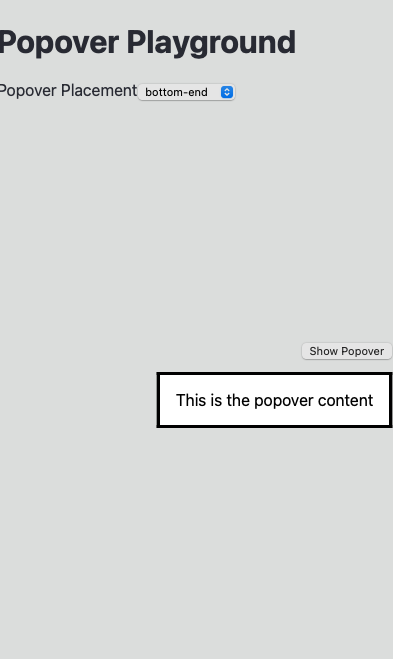 Popover Playground
Popover Placement bottom-end
Show Popover
This is the popover content